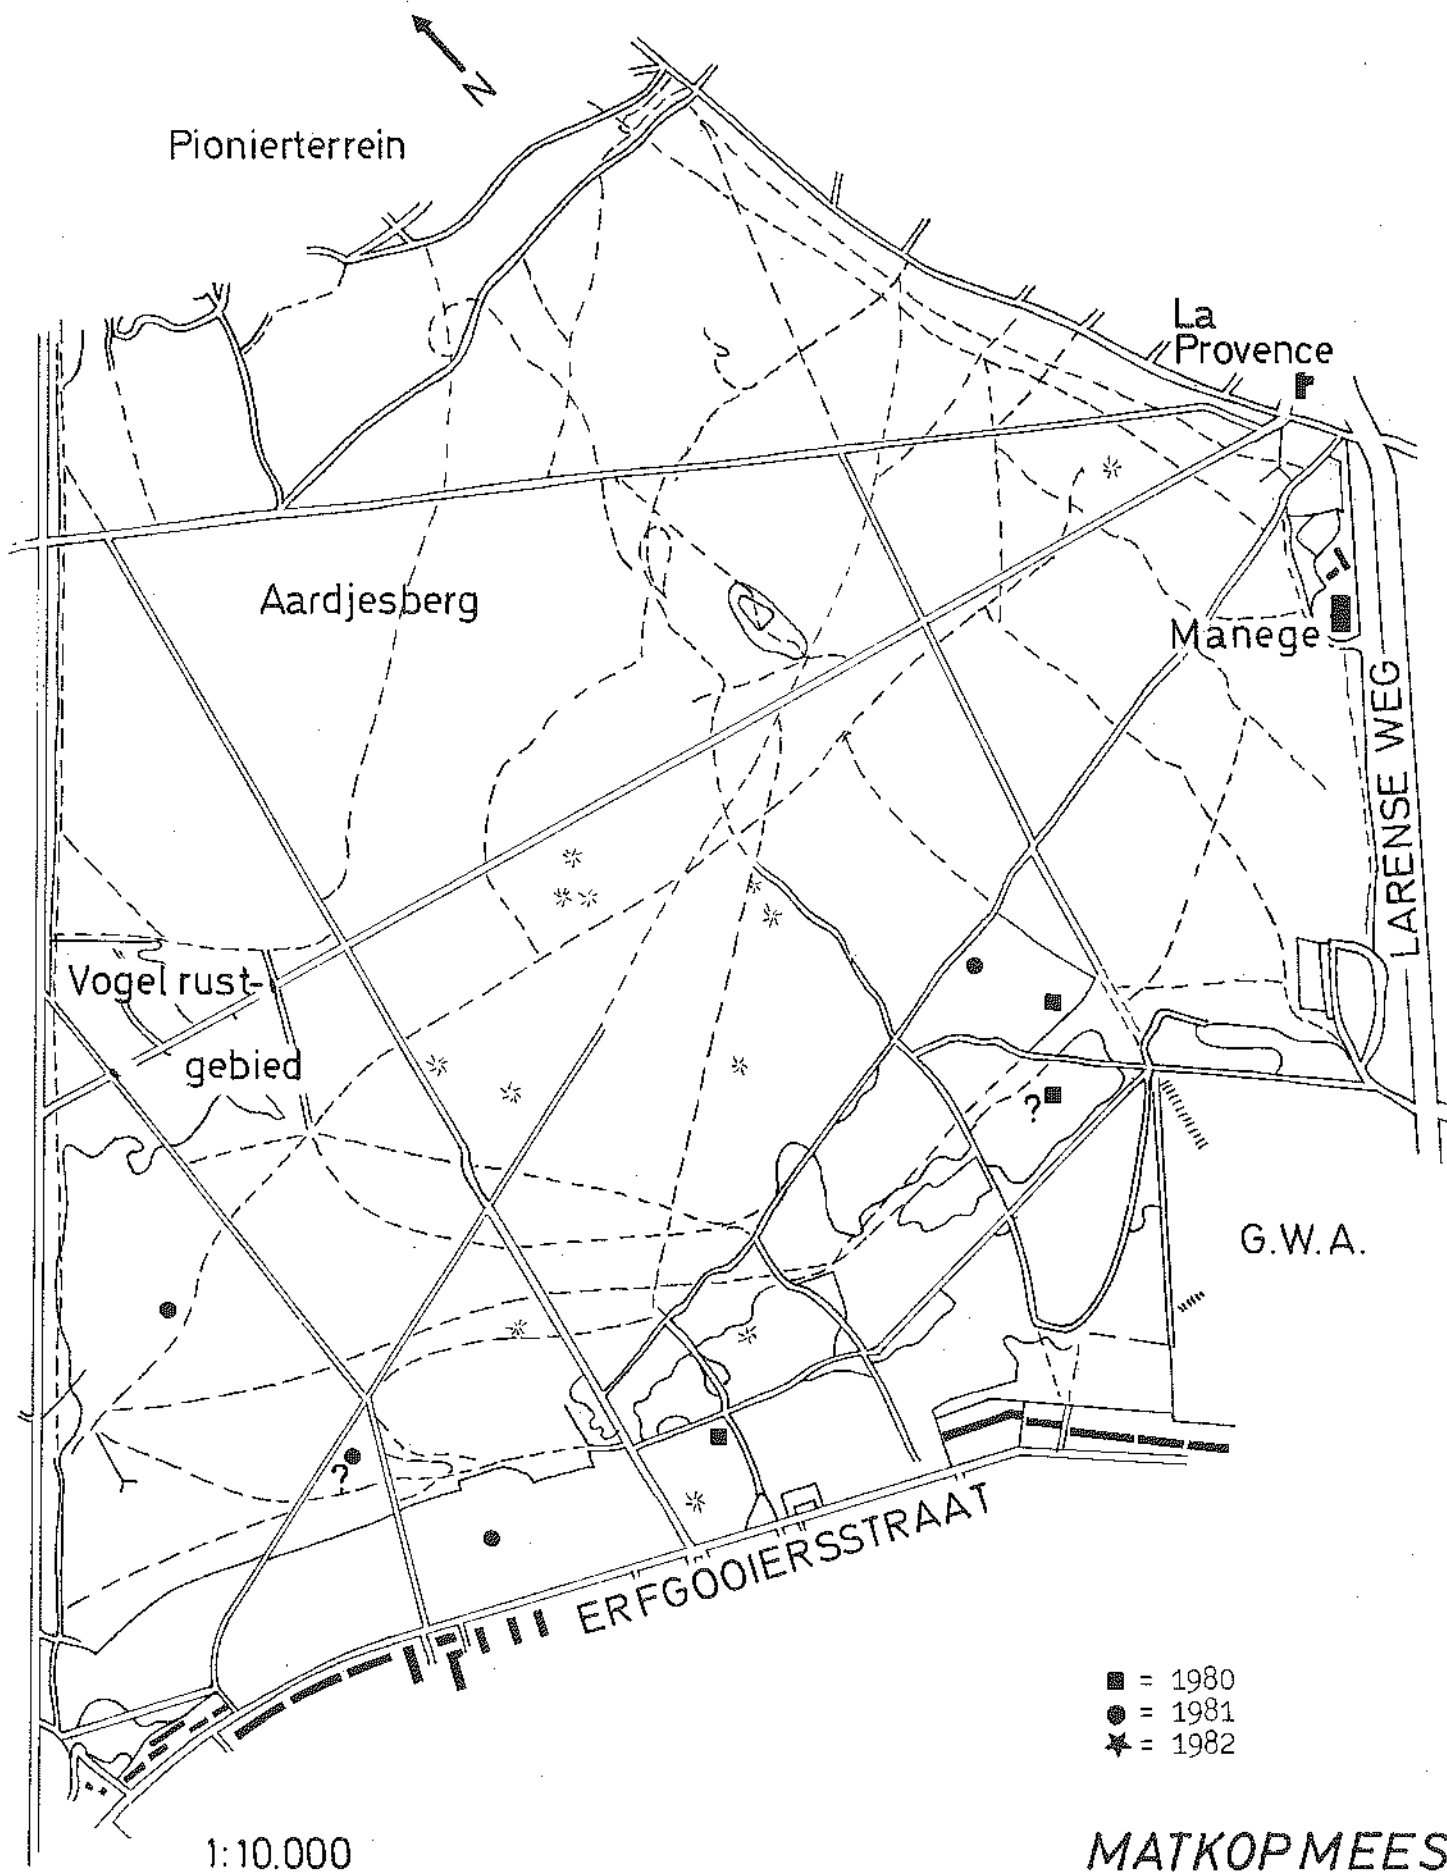 N
Pionierterrein
La
Provence
Aardjesberg
Manege
LARENSE WEG
Vogel rust-
gebied
?
G.W.A.
?
ERFGOOIERSSTRAAT
■ = 1980
● = 1981
★ = 1982
1:10.000
MATKOPMEES